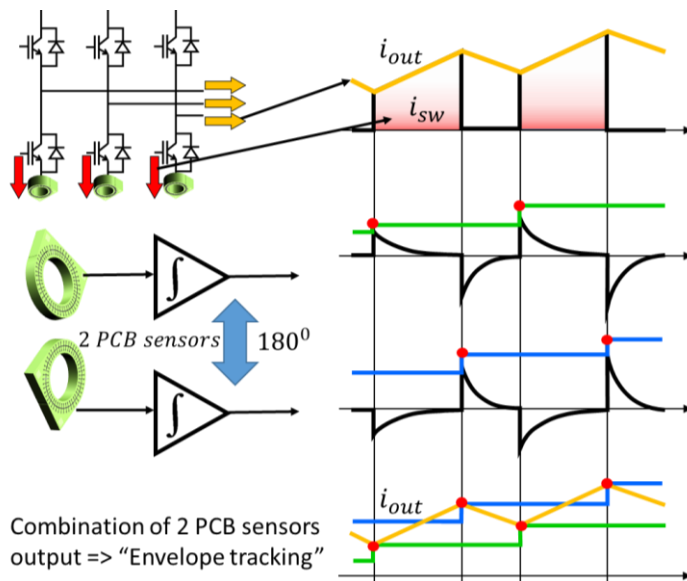 i_out
i_sw
∫
2 PCB sensors 180⁰
∫
i_out
Combination of 2 PCB sensors
output => “Envelope tracking”